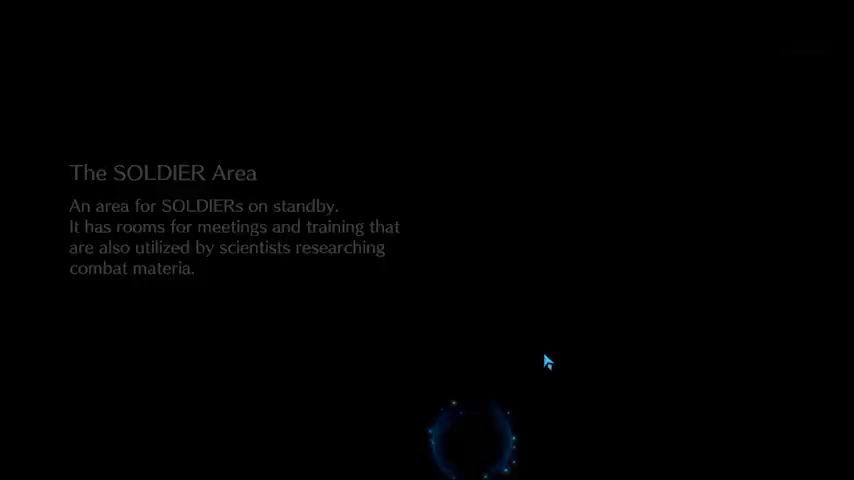 The SOLDIER Area
An area for SOLDIERs on standby.
It has rooms for meetings and training that
are also utilized by scientists researching
combat materia.